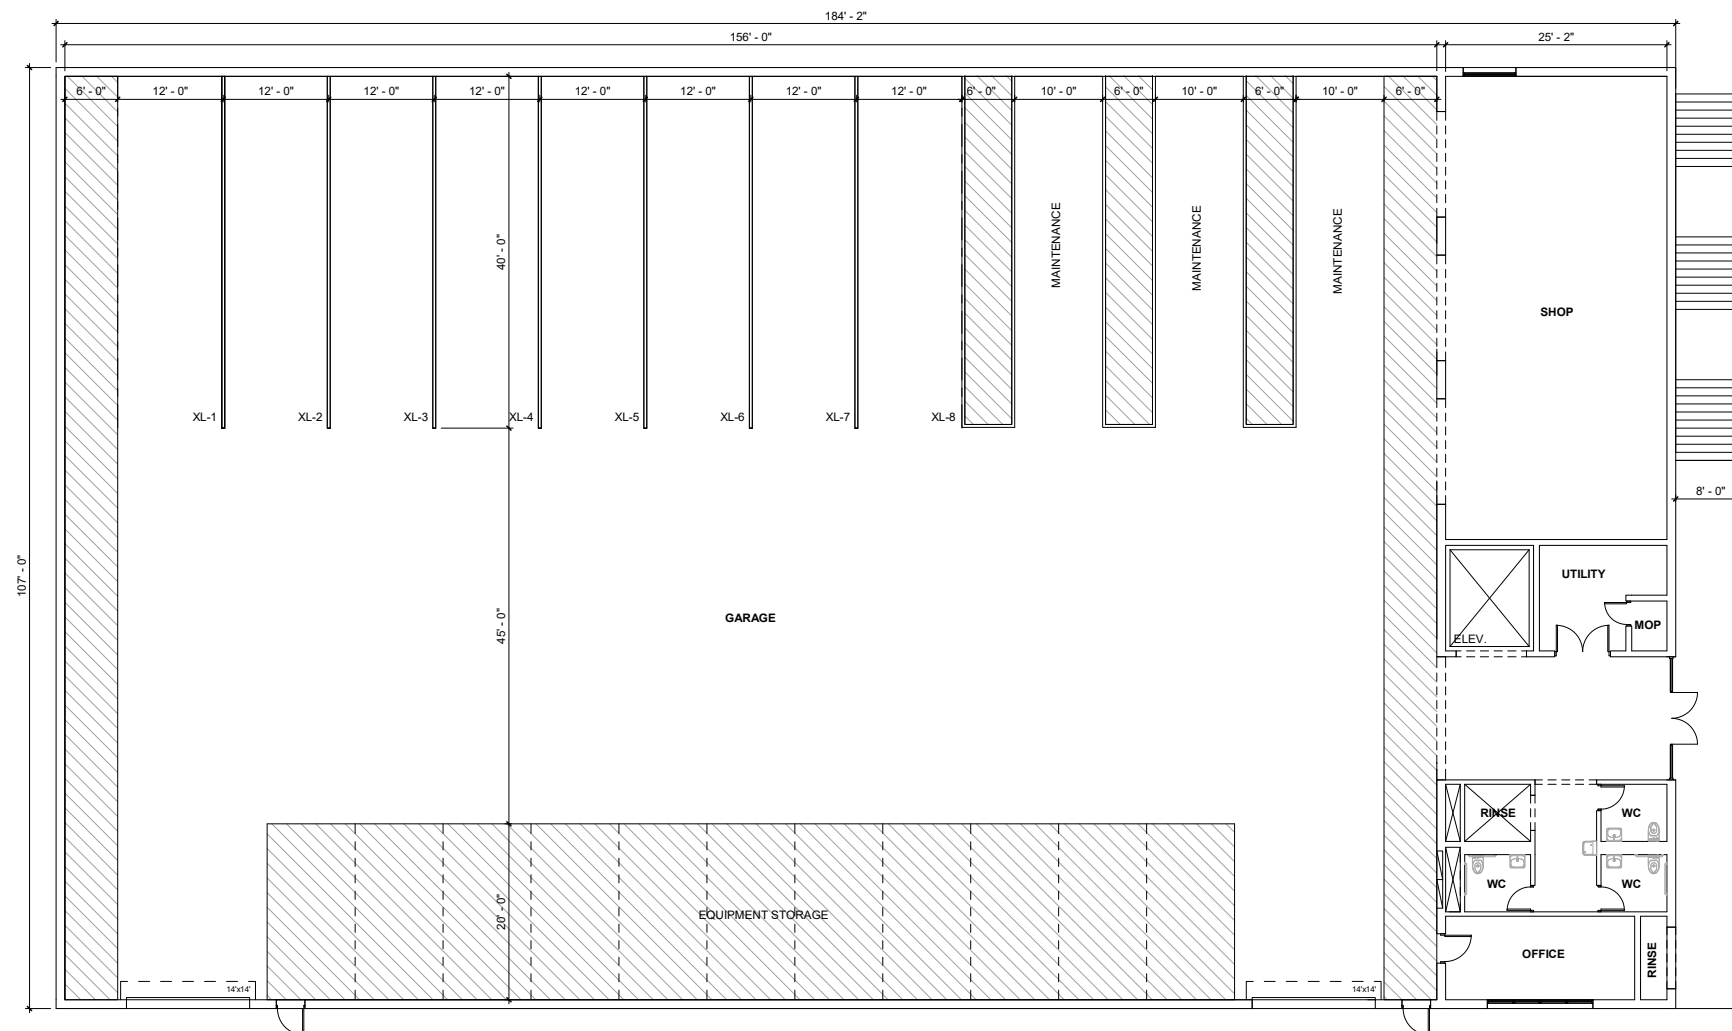 184' - 2"
156' - 0"
25' - 2"
6' - 0"
12' - 0"
12' - 0"
12' - 0"
12' - 0"
12' - 0"
12' - 0"
12' - 0"
12' - 0"
6' - 0"
10' - 0"
6' - 0"
10' - 0"
6' - 0"
10' - 0"
6' - 0"
40' - 0"
MAINTENANCE
MAINTENANCE
MAINTENANCE
SHOP
XL-1
XL-2
XL-3
XL-4
XL-5
XL-6
XL-7
XL-8
8' - 0"
107' - 0"
45' - 0"
GARAGE
UTILITY
MOP
ELEV.
RINSE
WC
WC
WC
20' - 0"
EQUIPMENT STORAGE
OFFICE
RINSE
14'x14'
14'x14'